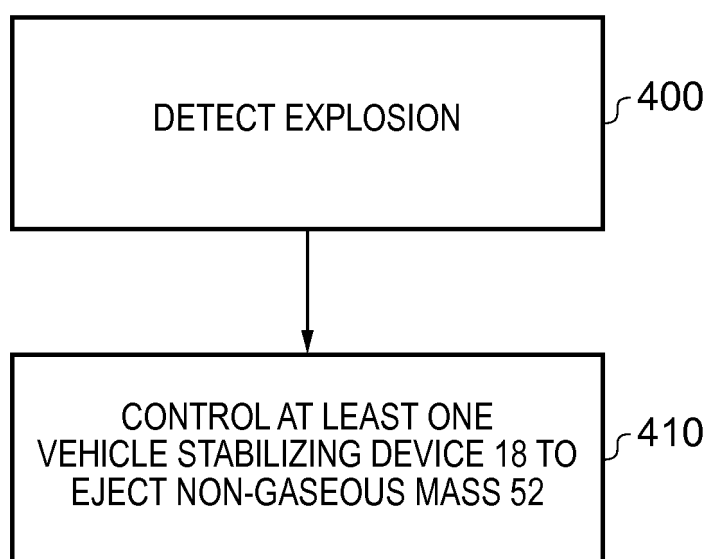 DETECT EXPLOSION
400
CONTROL AT LEAST ONE
VEHICLE STABILIZING DEVICE 18 TO
EJECT NON-GASEOUS MASS 52
410